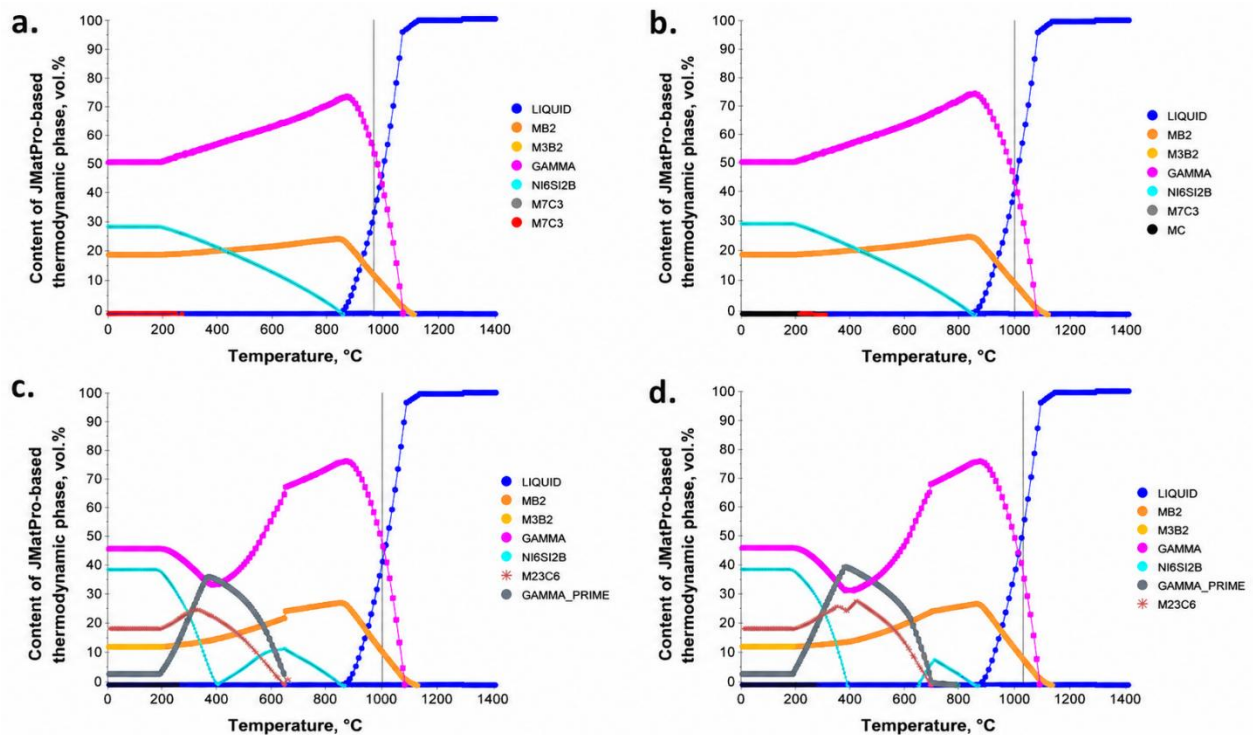 a.
Content of JMatPro-based
thermodynamic phase, vol.%
100
90
80
70
60
50
40
30
20
10
0
0 200 400 600 800 1000 1200 1400
Temperature, °C
LIQUID
MB2
M3B2
GAMMA
NI6SI2B
M7C3
M7C3
b.
Content of JMatPro-based
thermodynamic phase, vol.%
100
90
80
70
60
50
40
30
20
10
0
0 200 400 600 800 1000 1200 1400
Temperature, °C
LIQUID
MB2
M3B2
GAMMA
NI6SI2B
M7C3
MC
c.
Content of JMatPro-based
thermodynamic phase, vol.%
100
90
80
70
60
50
40
30
20
10
0
0 200 400 600 800 1000 1200 1400
Temperature, °C
LIQUID
MB2
M3B2
GAMMA
NI6SI2B
M23C6
GAMMA_PRIME
d.
Content of JMatPro-based
thermodynamic phase, vol.%
100
90
80
70
60
50
40
30
20
10
0
0 200 400 600 800 1000 1200 1400
Temperature, °C
LIQUID
MB2
M3B2
GAMMA
NI6SI2B
GAMMA_PRIME
M23C6